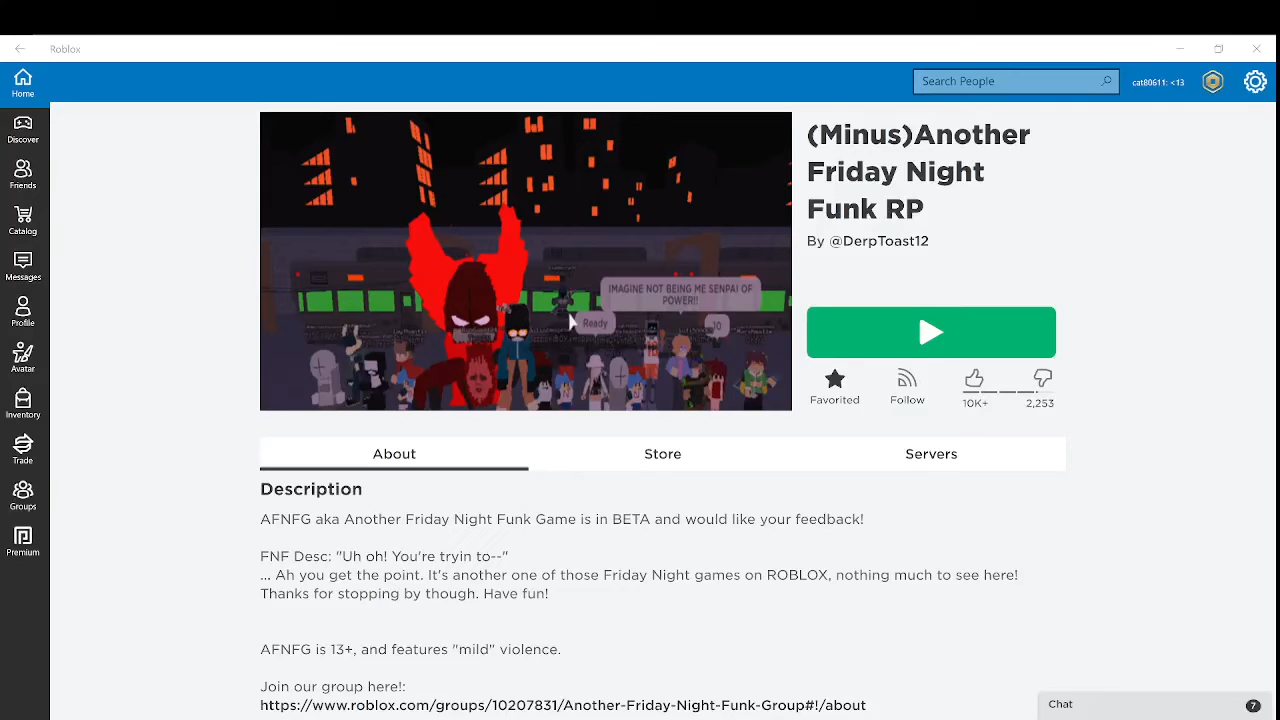 Roblox
Home
Search People
cat80611: <13
Discover
Friends
Catalog
Messages
Profile
Avatar
Inventory
Trade
Groups
Premium
IMAGINE NOT BEING ME SENPAI OF
POWER!!
Ready
10
(Minus)Another
Friday Night
Funk RP
By @DerpToast12
Favorited
Follow
10K+
2,253
About
Store
Servers
Description
AFNFG aka Another Friday Night Funk Game is in BETA and would like your feedback!
FNF Desc: "Uh oh! You're tryin to--"
... Ah you get the point. It's another one of those Friday Night games on ROBLOX, nothing much to see here!
Thanks for stopping by though. Have fun!
AFNFG is 13+, and features "mild" violence.
Join our group here!:
https://www.roblox.com/groups/10207831/Another-Friday-Night-Funk-Group#!/about
Chat
7